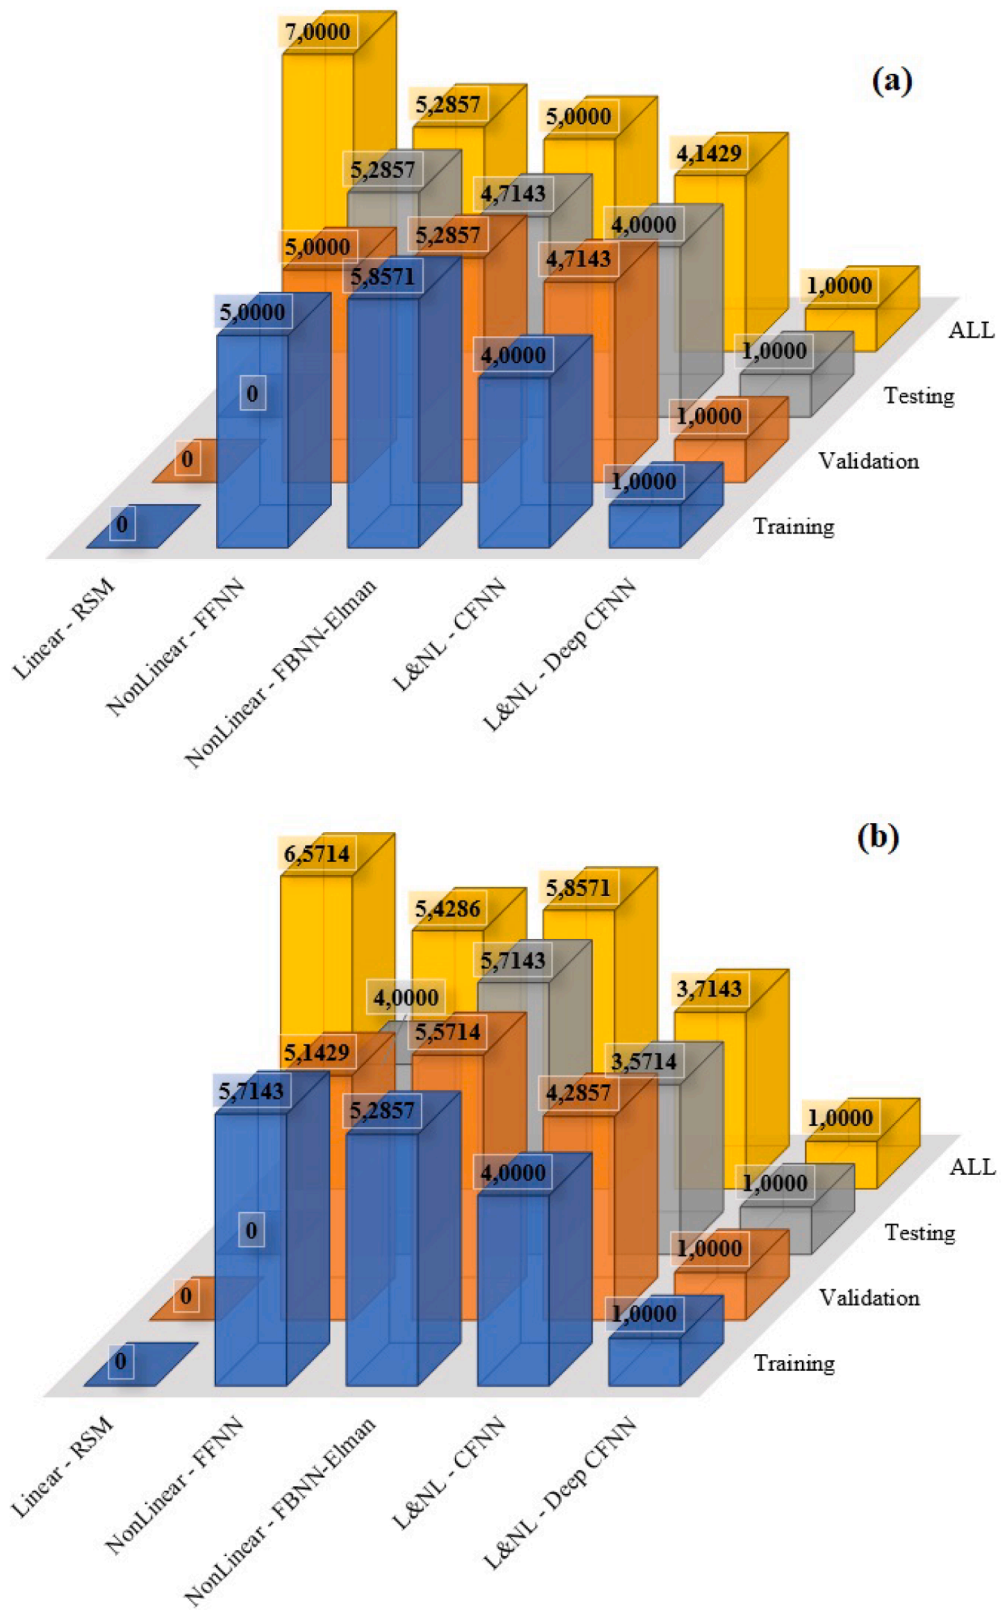 7,0000
(a)
5,2857
5,0000
4,1429
5,2857
4,7143
4,0000
5,0000
5,2857
4,7143
1,0000
5,0000
5,8571
4,0000
1,0000
0
1,0000
0
1,0000
0
ALL
Testing
Validation
Training
Linear - RSM
NonLinear - FFNN
NonLinear - FBNN-Elman
L&NL - CFNN
L&NL - Deep CFNN
(b)
6,5714
5,4286
5,8571
3,7143
5,7143
4,0000
5,5714
3,5714
5,1429
4,2857
1,0000
5,7143
5,2857
4,0000
1,0000
0
1,0000
0
1,0000
0
ALL
Testing
Validation
Training
Linear - RSM
NonLinear - FFNN
NonLinear - FBNN-Elman
L&NL - CFNN
L&NL - Deep CFNN